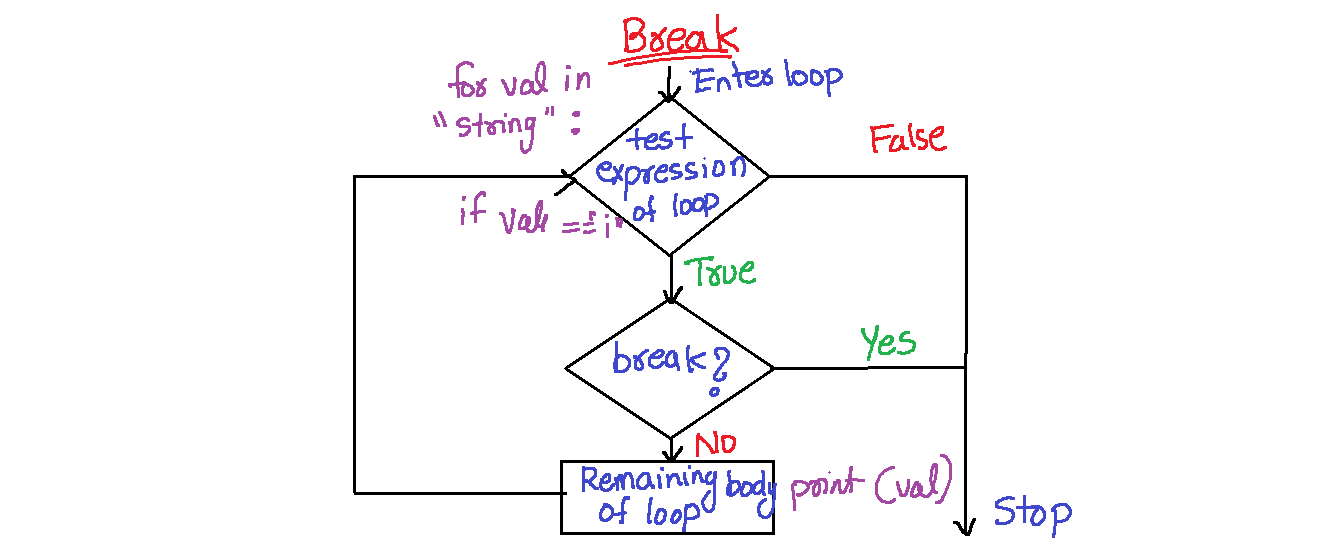 Break
Enter loop
for val in
"string":
test
expression
of loop
False
if val == "i"
True
break?
Yes
No
Remaining body
of loop
print (val)
Stop